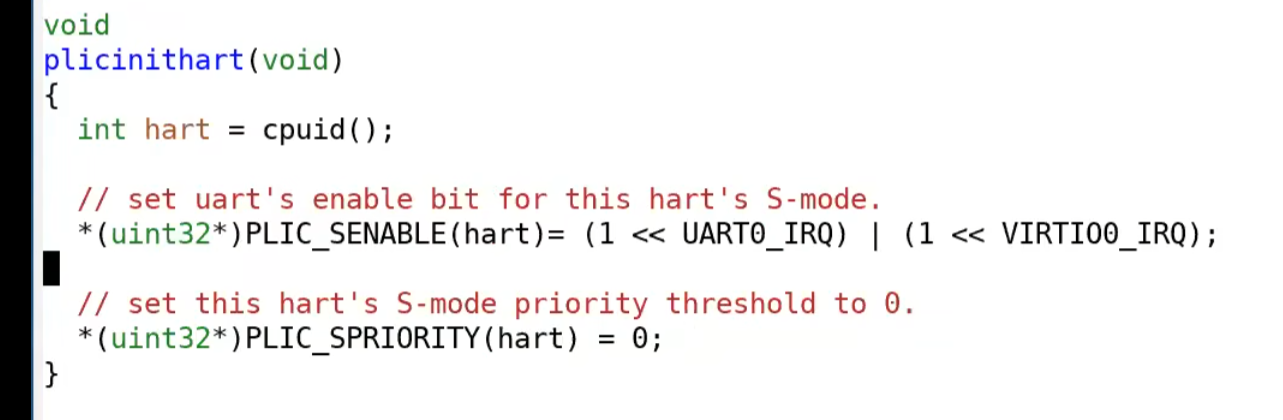 void
plicinithart(void)
{
  int hart = cpuid();
  // set uart's enable bit for this hart's S-mode.
  *(uint32*)PLIC_SENABLE(hart)= (1 << UART0_IRQ) | (1 << VIRTIO0_IRQ);
  // set this hart's S-mode priority threshold to 0.
  *(uint32*)PLIC_SPRIORITY(hart) = 0;
}